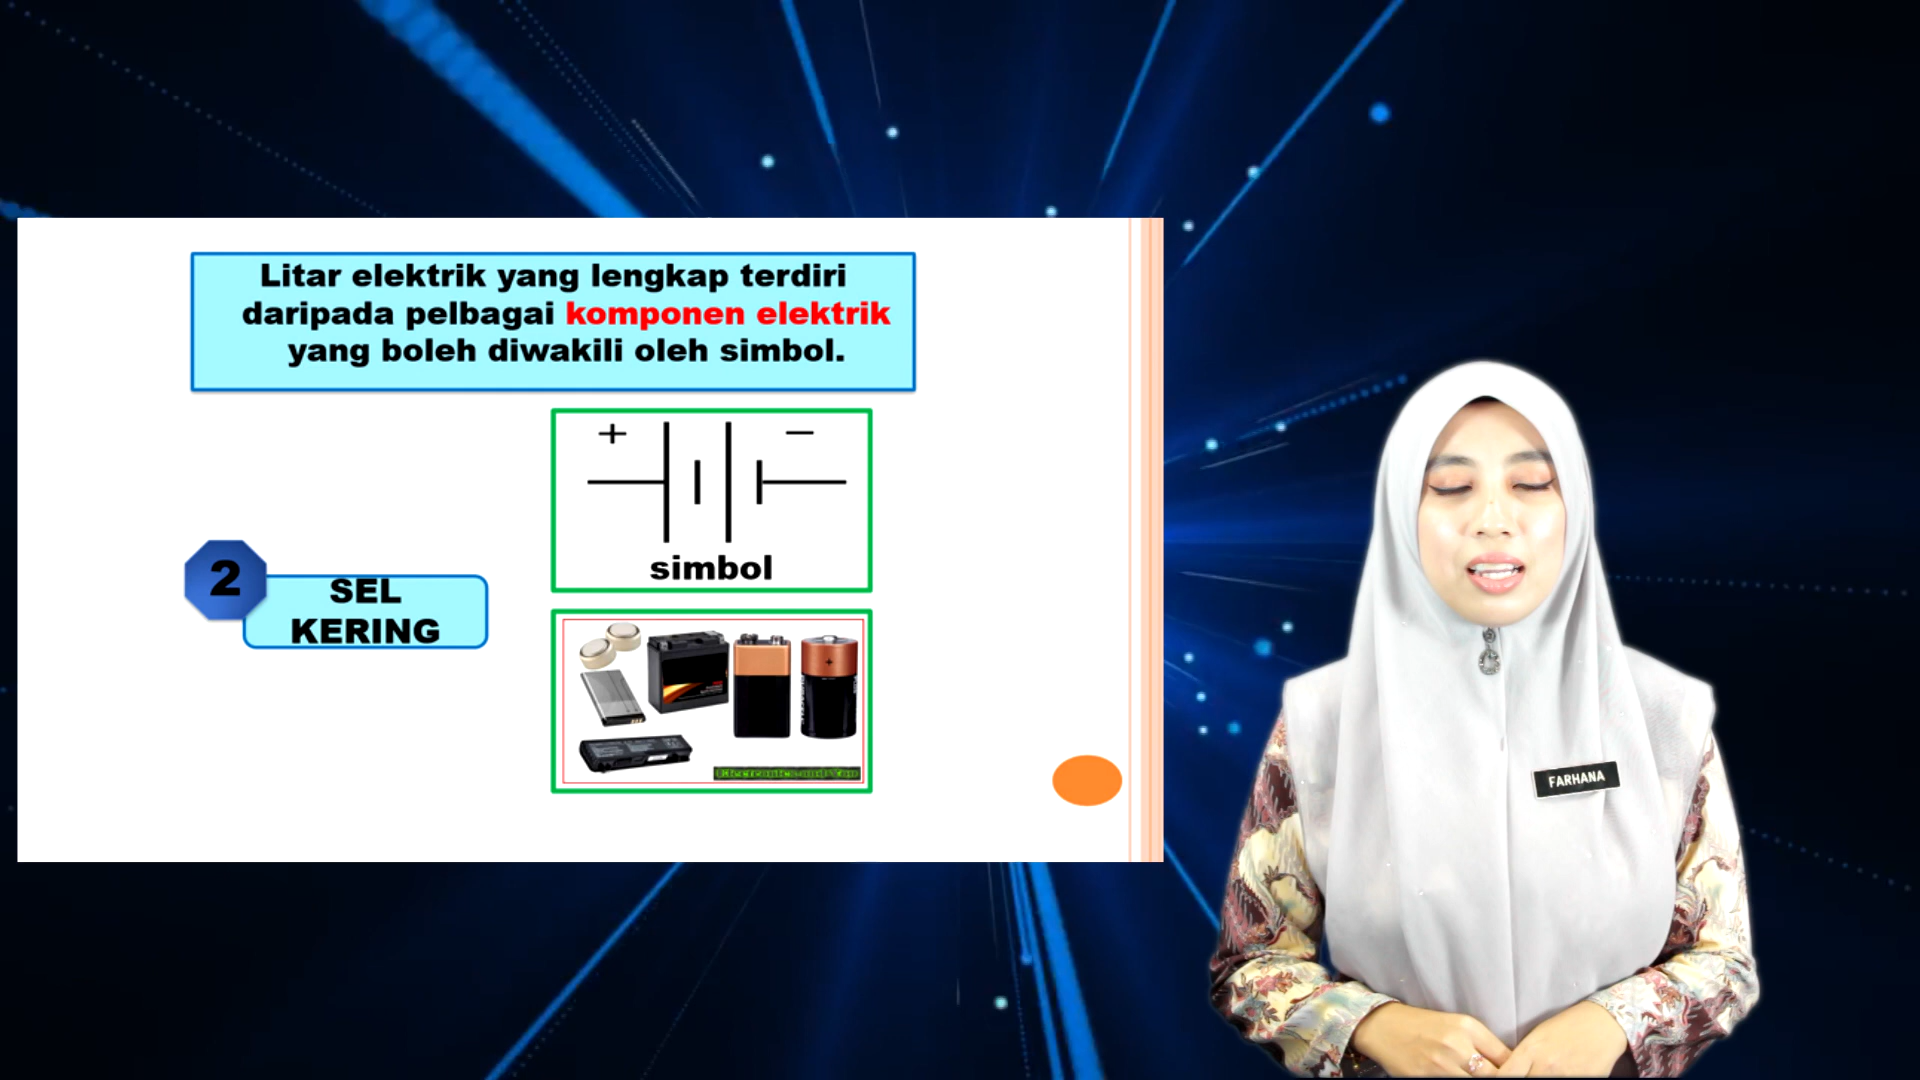 Litar elektrik yang lengkap terdiri
daripada pelbagai komponen elektrik
yang boleh diwakili oleh simbol.
+ −
simbol
2
SEL
KERING
+
FARHANA